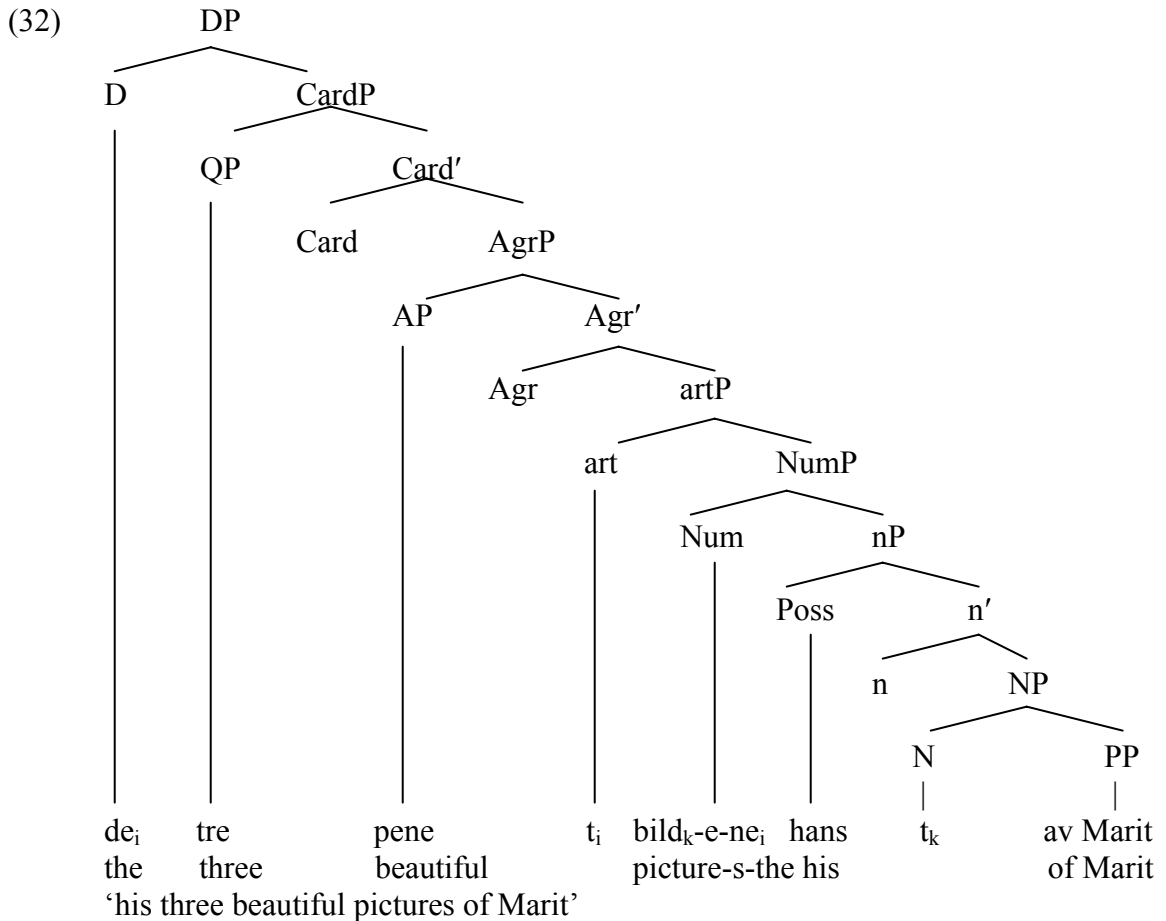 (32) DP
D CardP
QP Card′
Card AgrP
AP Agr′
Agr artP
art NumP
Num nP
Poss n′
n NP
N PP
deᵢ tre pene tᵢ bildₖ-e-neᵢ hans tₖ av Marit
the three beautiful picture-s-the his of Marit
‘his three beautiful pictures of Marit’